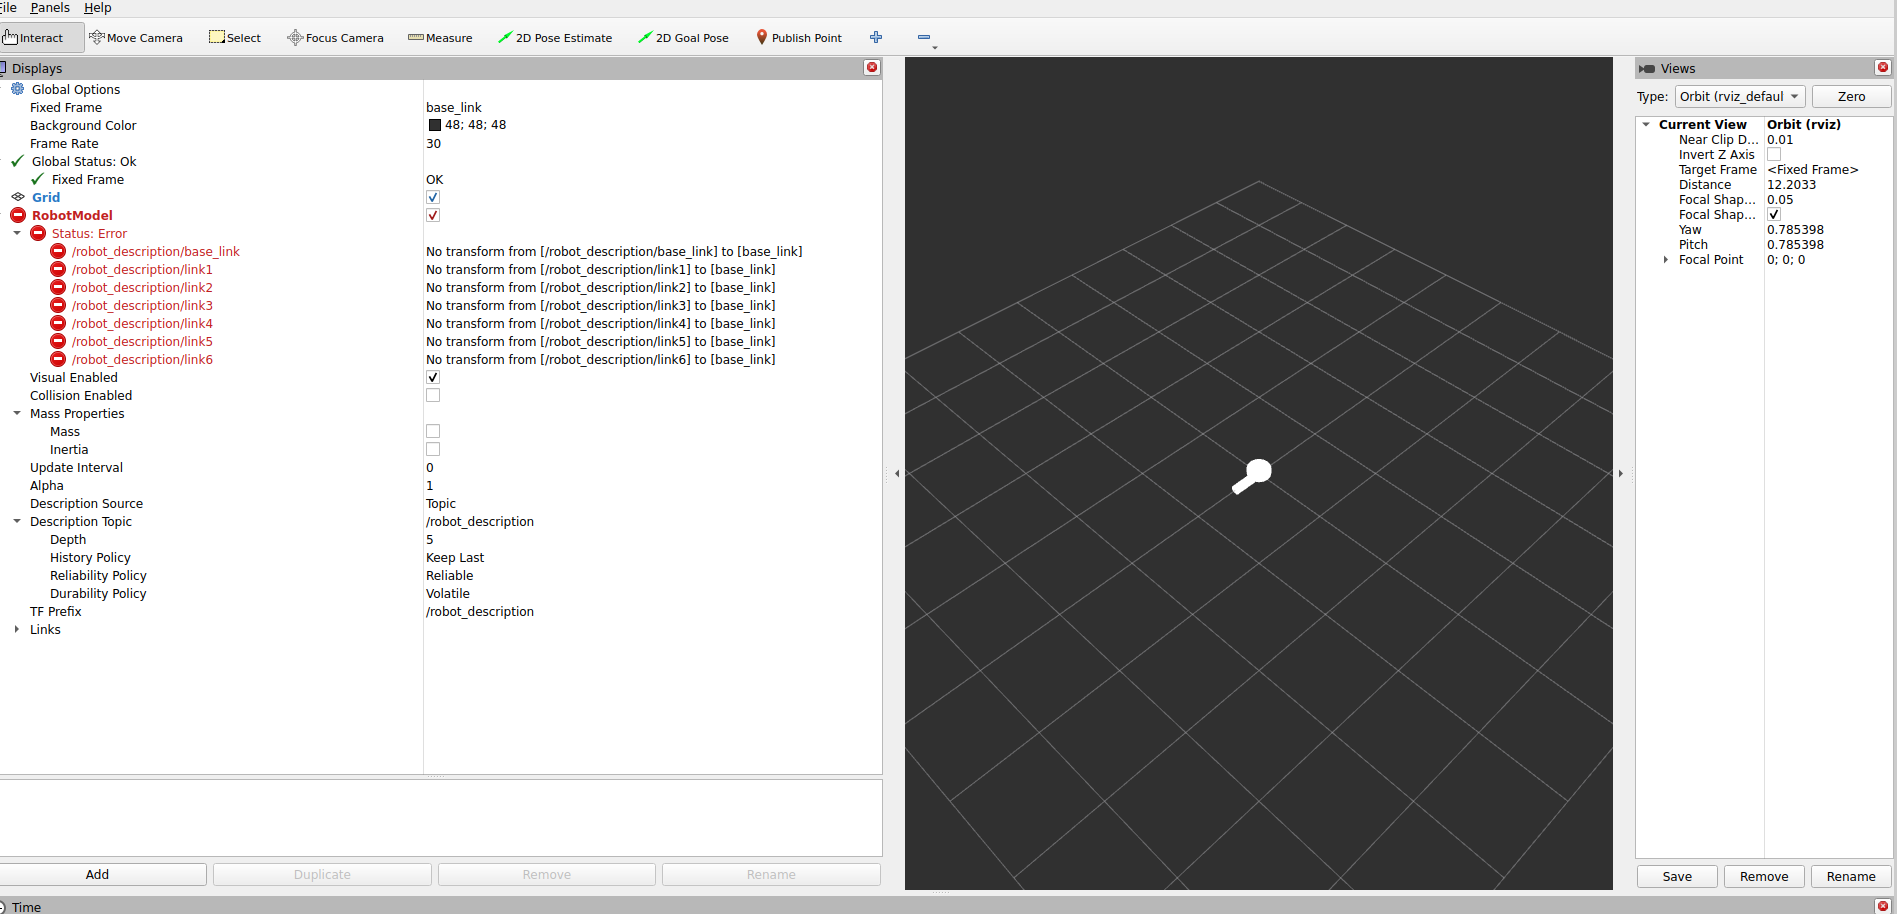 File Panels Help
Interact Move Camera Select Focus Camera Measure 2D Pose Estimate 2D Goal Pose Publish Point
Displays
Global Options
Fixed Frame base_link
Background Color 48; 48; 48
Frame Rate 30
Global Status: Ok
Fixed Frame OK
Grid
RobotModel
Status: Error
/robot_description/base_link No transform from [/robot_description/base_link] to [base_link]
/robot_description/link1 No transform from [/robot_description/link1] to [base_link]
/robot_description/link2 No transform from [/robot_description/link2] to [base_link]
/robot_description/link3 No transform from [/robot_description/link3] to [base_link]
/robot_description/link4 No transform from [/robot_description/link4] to [base_link]
/robot_description/link5 No transform from [/robot_description/link5] to [base_link]
/robot_description/link6 No transform from [/robot_description/link6] to [base_link]
Visual Enabled
Collision Enabled
Mass Properties
Mass
Inertia
Update Interval 0
Alpha 1
Description Source Topic
Description Topic /robot_description
Depth 5
History Policy Keep Last
Reliability Policy Reliable
Durability Policy Volatile
TF Prefix /robot_description
Links
Add Duplicate Remove Rename
Views
Type: Orbit (rviz_defaul Zero
Current View Orbit (rviz)
Near Clip D... 0.01
Invert Z Axis
Target Frame <Fixed Frame>
Distance 12.2033
Focal Shap... 0.05
Focal Shap...
Yaw 0.785398
Pitch 0.785398
Focal Point 0; 0; 0
Save Remove Rename
Time